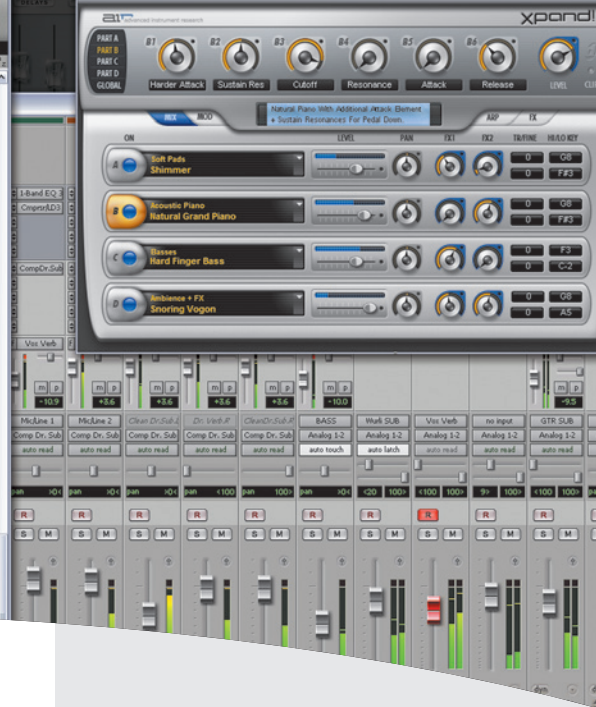 DELAYS
air advanced instrument research
xpand!
PART A
PART B
PART C
PART D
GLOBAL
B1 B2 B3 B4 B5 B6
Harder Attack Sustain Res Cutoff Resonance Attack Release LEVEL
Natural Piano With Additional Attack Element
+ Sustain Resonances For Pedal Down.
MIX MOD ARP FX
ON LEVEL PAN FX1 FX2 TR/FINE HI/LO KEY
A Soft Pads 0 G8
Shimmer 0 F#3
B Acoustic Piano 0 G8
Natural Grand Piano 0 F#3
C Basses 0 F3
Hard Finger Bass 0 C-2
D Ambience + FX 0 G8
Snoring Vogon 0 A5
1-Band EQ 3
CmprsrLD3
CompDr.Sub
Vox Verb
m p m p m p m p m p m p m p
-10.9 +3.6 +3.6 +3.6 +3.6 -10.0 -9.5
Mic/Line 1 Mic/Line 2 Clean Dr.Sub.L Dr. Verb.R CleanDr.Sub.R BASS Wurli SUB Vox Verb no input GTR SUB
Comp Dr. Sub Comp Dr. Sub Comp Dr. Sub Comp Dr. Sub Comp Dr. Sub Analog 1-2 Analog 1-2 Analog 1-2 Analog 1-2 Analog 1-2
auto read auto read auto read auto read auto read auto touch auto latch auto read auto read auto read
pan >0< pan >0< pan >0< pan <100 pan 100> pan >0< <20 100> <100 100> 9> 100> <100 100>
R R R R R R R R R R
S M S M S M S M S M S M S M S M S M S M
dyn